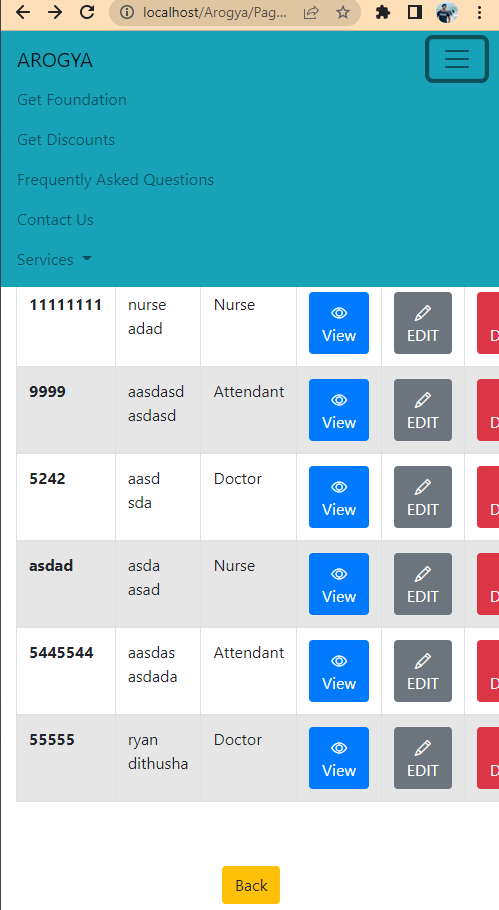 localhost/Arogya/Pag...
AROGYA
Get Foundation
Get Discounts
Frequently Asked Questions
Contact Us
Services
11111111 nurse Nurse
adad View EDIT D
9999 aasdasd Attendant
asdasd View EDIT D
5242 aasd Doctor
sda View EDIT D
asdad asda Nurse
asad View EDIT D
5445544 aasdas Attendant
asdada View EDIT D
55555 ryan Doctor
dithusha View EDIT D
Back